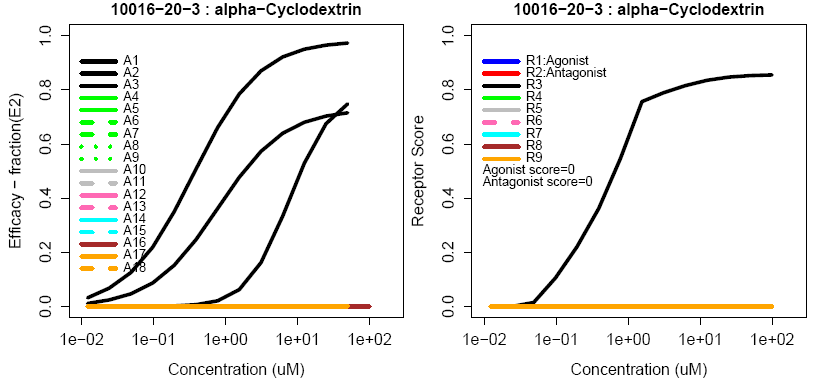 10016−20−3 : alpha−Cyclodextrin
Efficacy − fraction(E2)
1.0
0.8
0.6
0.4
0.2
0.0
A1
A2
A3
A4
A5
A6
A7
A8
A9
A10
A11
A12
A13
A14
A15
A16
A17
A18
1e−02
1e−01
1e+00
1e+01
1e+02
Concentration (uM)
10016−20−3 : alpha−Cyclodextrin
Receptor Score
1.0
0.8
0.6
0.4
0.2
0.0
R1:Agonist
R2:Antagonist
R3
R4
R5
R6
R7
R8
R9
Agonist score=0
Antagonist score=0
1e−02
1e−01
1e+00
1e+01
1e+02
Concentration (uM)